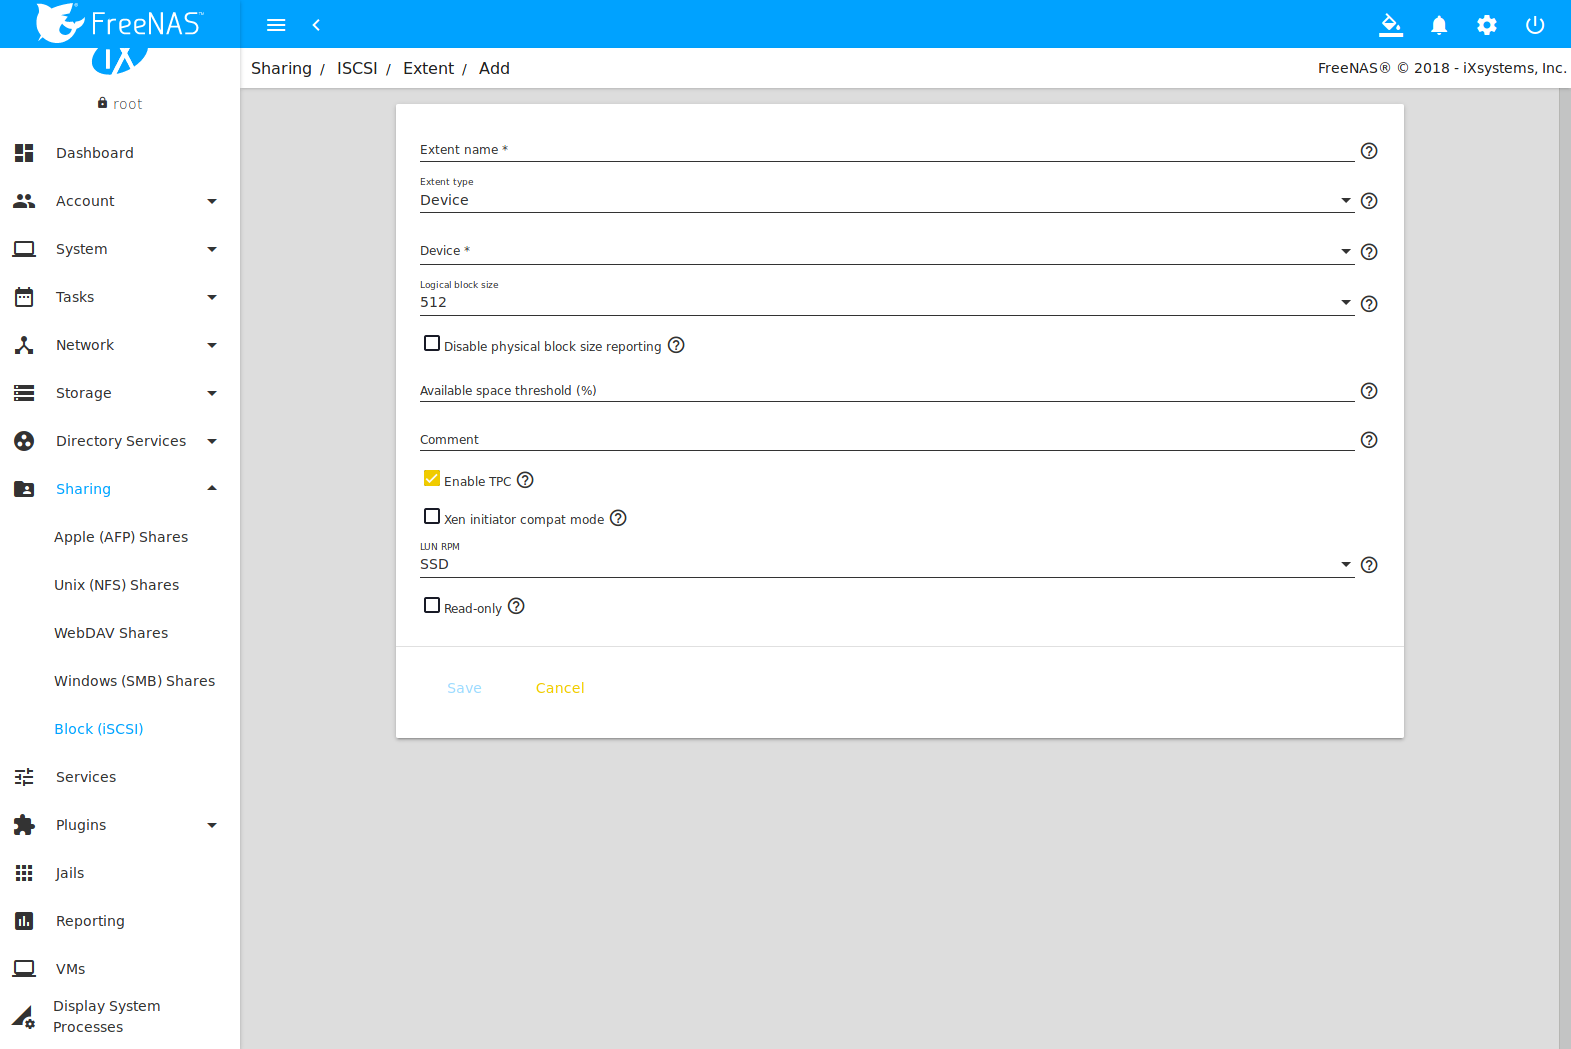 FreeNAS™
iX
root
Dashboard
Account
System
Tasks
Network
Storage
Directory Services
Sharing
Apple (AFP) Shares
Unix (NFS) Shares
WebDAV Shares
Windows (SMB) Shares
Block (iSCSI)
Services
Plugins
Jails
Reporting
VMs
Display System
Processes
Sharing / ISCSI / Extent / Add
FreeNAS® © 2018 - iXsystems, Inc.
Extent name *
Extent type
Device
Device *
Logical block size
512
Disable physical block size reporting
Available space threshold (%)
Comment
Enable TPC
Xen initiator compat mode
LUN RPM
SSD
Read-only
Save Cancel